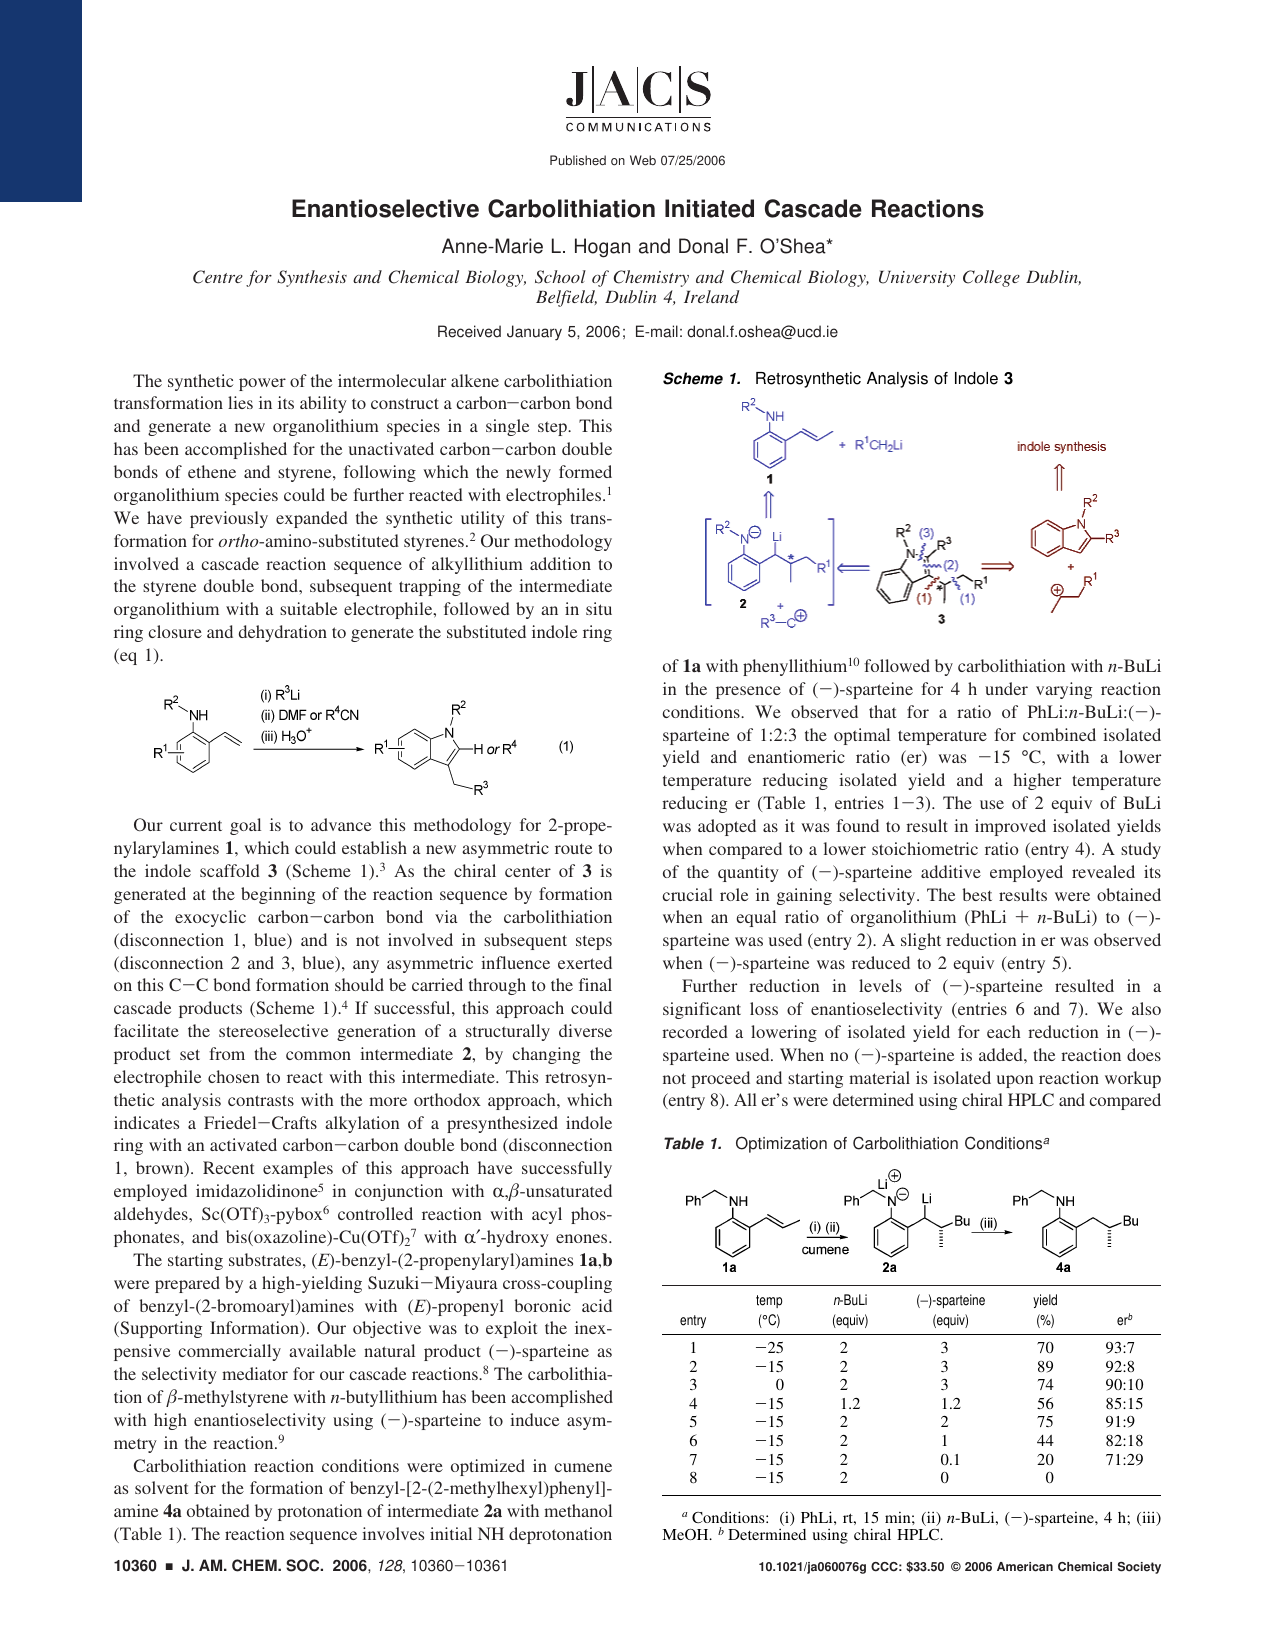 J|A|C|S
COMMUNICATIONS
Published on Web 07/25/2006
Enantioselective Carbolithiation Initiated Cascade Reactions
Anne-Marie L. Hogan and Donal F. O'Shea*
Centre for Synthesis and Chemical Biology, School of Chemistry and Chemical Biology, University College Dublin,
Belfield, Dublin 4, Ireland
Received January 5, 2006; E-mail: donal.f.oshea@ucd.ie
The synthetic power of the intermolecular alkene carbolithiation
transformation lies in its ability to construct a carbon−carbon bond
and generate a new organolithium species in a single step. This
has been accomplished for the unactivated carbon−carbon double
bonds of ethene and styrene, following which the newly formed
organolithium species could be further reacted with electrophiles.1
We have previously expanded the synthetic utility of this trans-
formation for ortho-amino-substituted styrenes.2 Our methodology
involved a cascade reaction sequence of alkyllithium addition to
the styrene double bond, subsequent trapping of the intermediate
organolithium with a suitable electrophile, followed by an in situ
ring closure and dehydration to generate the substituted indole ring
(eq 1).
R2 NH R1
(i) R3Li
(ii) DMF or R4CN
(iii) H3O+
R2 N R1 H or R4 R3
(1)
Our current goal is to advance this methodology for 2-prope-
nylarylamines 1, which could establish a new asymmetric route to
the indole scaffold 3 (Scheme 1).3 As the chiral center of 3 is
generated at the beginning of the reaction sequence by formation
of the exocyclic carbon−carbon bond via the carbolithiation
(disconnection 1, blue) and is not involved in subsequent steps
(disconnection 2 and 3, blue), any asymmetric influence exerted
on this C−C bond formation should be carried through to the final
cascade products (Scheme 1).4 If successful, this approach could
facilitate the stereoselective generation of a structurally diverse
product set from the common intermediate 2, by changing the
electrophile chosen to react with this intermediate. This retrosyn-
thetic analysis contrasts with the more orthodox approach, which
indicates a Friedel−Crafts alkylation of a presynthesized indole
ring with an activated carbon−carbon double bond (disconnection
1, brown). Recent examples of this approach have successfully
employed imidazolidinone5 in conjunction with α,β-unsaturated
aldehydes, Sc(OTf)3-pybox6 controlled reaction with acyl phos-
phonates, and bis(oxazoline)-Cu(OTf)27 with α′-hydroxy enones.
The starting substrates, (E)-benzyl-(2-propenylaryl)amines 1a,b
were prepared by a high-yielding Suzuki−Miyaura cross-coupling
of benzyl-(2-bromoaryl)amines with (E)-propenyl boronic acid
(Supporting Information). Our objective was to exploit the inex-
pensive commercially available natural product (−)-sparteine as
the selectivity mediator for our cascade reactions.8 The carbolithia-
tion of β-methylstyrene with n-butyllithium has been accomplished
with high enantioselectivity using (−)-sparteine to induce asym-
metry in the reaction.9
Carbolithiation reaction conditions were optimized in cumene
as solvent for the formation of benzyl-[2-(2-methylhexyl)phenyl]-
amine 4a obtained by protonation of intermediate 2a with methanol
(Table 1). The reaction sequence involves initial NH deprotonation
Scheme 1. Retrosynthetic Analysis of Indole 3
R2 NH + R1CH2Li
1
indole synthesis
R2 N⊖ Li * R1
2
+
R3−C⊕
R2 N (3) R3 (2) (1) * (1) R1
3
R2 N R3
+
⊕ R1
of 1a with phenyllithium10 followed by carbolithiation with n-BuLi
in the presence of (−)-sparteine for 4 h under varying reaction
conditions. We observed that for a ratio of PhLi:n-BuLi:(−)-
sparteine of 1:2:3 the optimal temperature for combined isolated
yield and enantiomeric ratio (er) was −15 °C, with a lower
temperature reducing isolated yield and a higher temperature
reducing er (Table 1, entries 1−3). The use of 2 equiv of BuLi
was adopted as it was found to result in improved isolated yields
when compared to a lower stoichiometric ratio (entry 4). A study
of the quantity of (−)-sparteine additive employed revealed its
crucial role in gaining selectivity. The best results were obtained
when an equal ratio of organolithium (PhLi + n-BuLi) to (−)-
sparteine was used (entry 2). A slight reduction in er was observed
when (−)-sparteine was reduced to 2 equiv (entry 5).
Further reduction in levels of (−)-sparteine resulted in a
significant loss of enantioselectivity (entries 6 and 7). We also
recorded a lowering of isolated yield for each reduction in (−)-
sparteine used. When no (−)-sparteine is added, the reaction does
not proceed and starting material is isolated upon reaction workup
(entry 8). All er's were determined using chiral HPLC and compared
Table 1. Optimization of Carbolithiation Conditionsa
Ph NH (i) (ii) cumene Ph Li⊕ N⊖ Li Bu (iii) Ph NH Bu
1a 2a 4a
temp n-BuLi (−)-sparteine yield
entry (°C) (equiv) (equiv) (%) erb
1 −25 2 3 70 93:7
2 −15 2 3 89 92:8
3 0 2 3 74 90:10
4 −15 1.2 1.2 56 85:15
5 −15 2 2 75 91:9
6 −15 2 1 44 82:18
7 −15 2 0.1 20 71:29
8 −15 2 0 0
a Conditions: (i) PhLi, rt, 15 min; (ii) n-BuLi, (−)-sparteine, 4 h; (iii)
MeOH. b Determined using chiral HPLC.
10360 ■ J. AM. CHEM. SOC. 2006, 128, 10360−10361
10.1021/ja060076g CCC: $33.50 © 2006 American Chemical Society